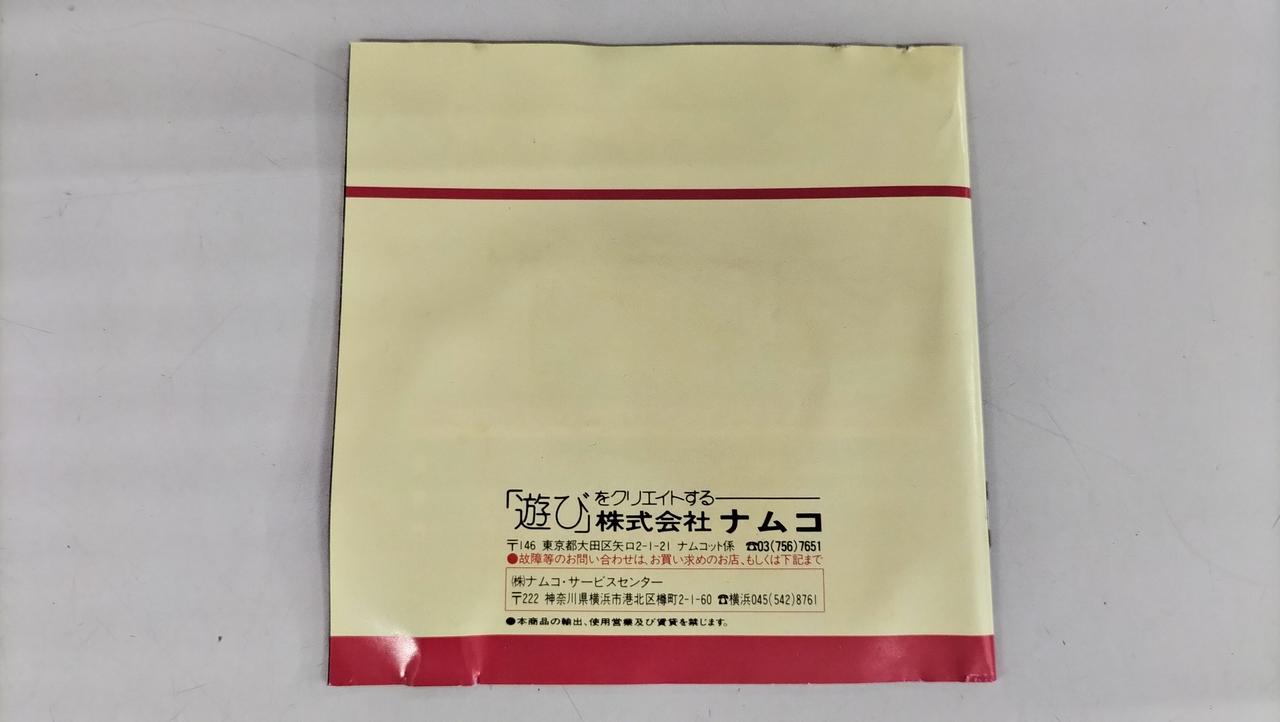 「遊び」をクリエイトする
株式会社ナムコ
〒146 東京都大田区矢口2-1-21 ナムコット係 ☎03(756)7651
●故障等のお問い合わせは、お買い求めのお店、もしくは下記まで
㈱ナムコ・サービスセンター
〒222 神奈川県横浜市港北区樽町2-1-60 ☎横浜045(542)8761
●本商品の輸出、使用営業及び賃貸を禁じます。